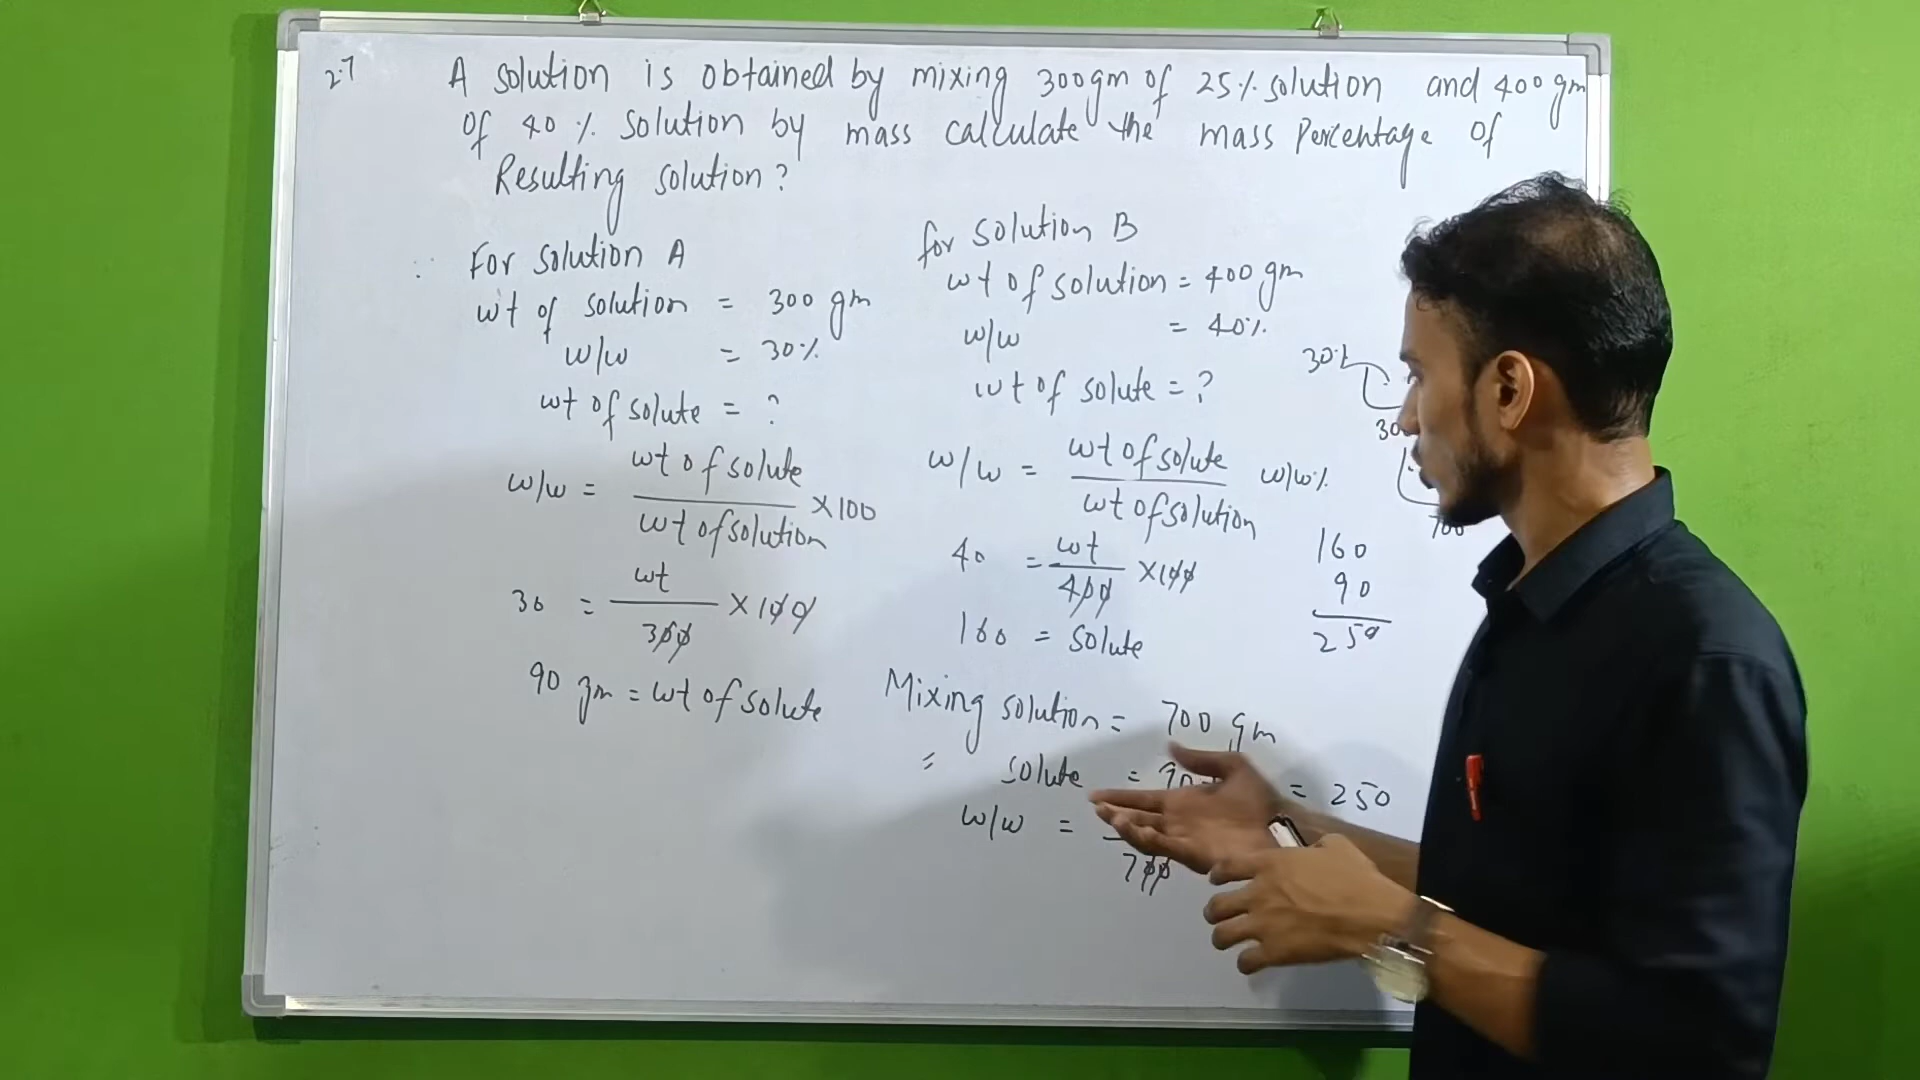 2.7 A solution is obtained by mixing 300gm of 25% solution and 400 gm
of 40 % solution by mass calculate the mass Percentage of
Resulting solution?
For solution A
wt of solution = 300 gm
w/w = 30%
wt of solute = ?
w/w = wt of solute / wt of solution × 100
30 = wt / 300 × 100
90 gm = wt of solute
for solution B
wt of solution = 400 gm
w/w = 40%
wt of solute = ?
w/w = wt of solute / wt of solution w/w%
40 = wt / 400 × 100
160 = solute
Mixing solution = 700 gm
= solute = 90+ = 250
w/w = / 700
30%
30
700
160
90
250